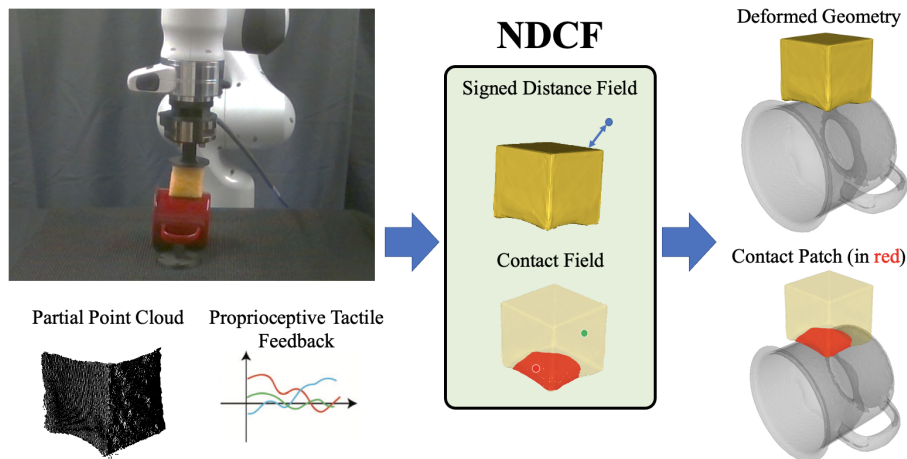 NDCF
Signed Distance Field
Contact Field
Partial Point Cloud
Proprioceptive Tactile
Feedback
Deformed Geometry
Contact Patch (in red)